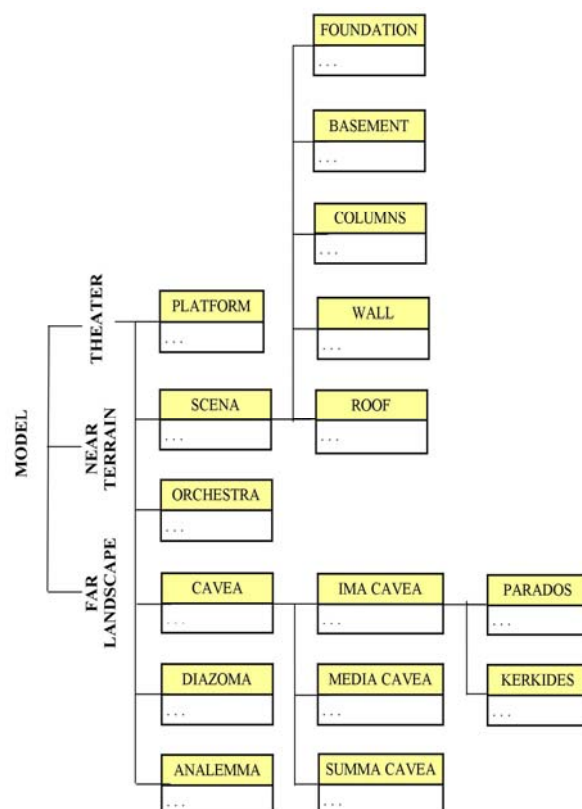 MODEL
THEATER
NEAR
TERRAIN
FAR
LANDSCAPE
PLATFORM
...
SCENA
...
ORCHESTRA
...
CAVEA
...
DIAZOMA
...
ANALEMMA
...
FOUNDATION
...
BASEMENT
...
COLUMNS
...
WALL
...
ROOF
...
IMA CAVEA
...
MEDIA CAVEA
...
SUMMA CAVEA
...
PARADOS
...
KERKIDES
...